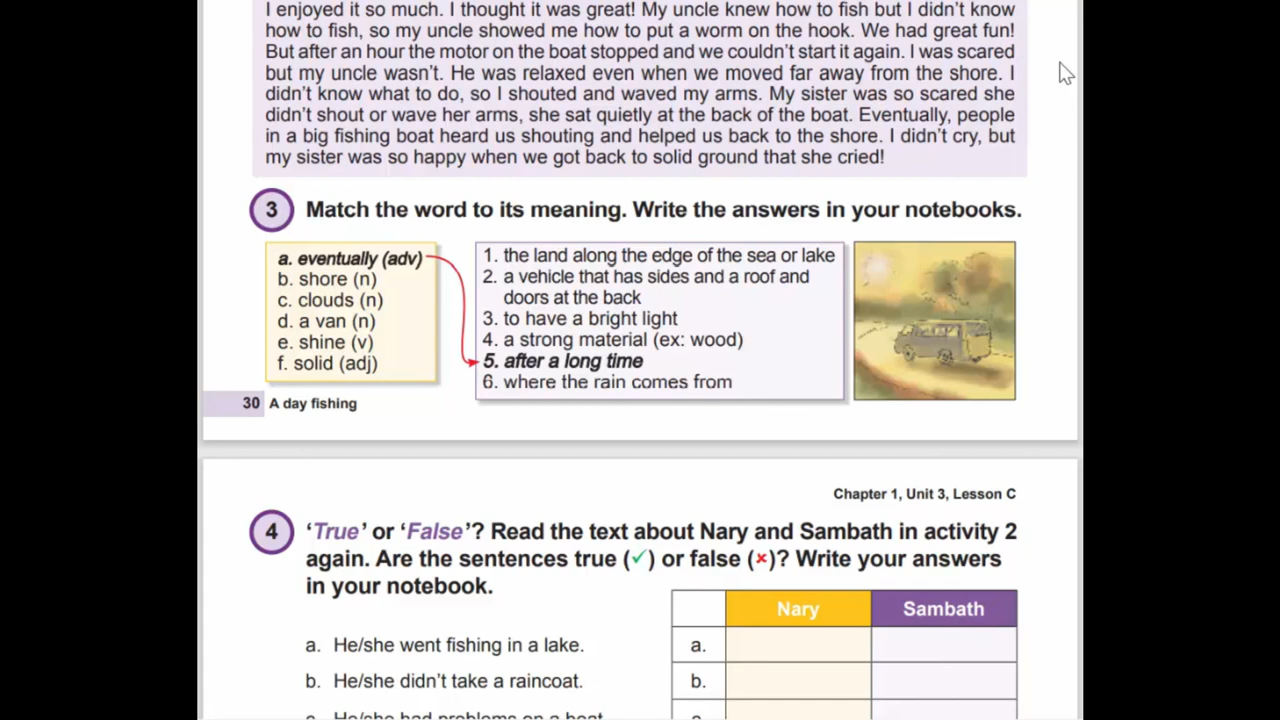 I enjoyed it so much. I thought it was great! My uncle knew how to fish but I didn't know
how to fish, so my uncle showed me how to put a worm on the hook. We had great fun!
But after an hour the motor on the boat stopped and we couldn't start it again. I was scared
but my uncle wasn't. He was relaxed even when we moved far away from the shore. I
didn't know what to do, so I shouted and waved my arms. My sister was so scared she
didn't shout or wave her arms, she sat quietly at the back of the boat. Eventually, people
in a big fishing boat heard us shouting and helped us back to the shore. I didn't cry, but
my sister was so happy when we got back to solid ground that she cried!
3 Match the word to its meaning. Write the answers in your notebooks.
a. eventually (adv)
b. shore (n)
c. clouds (n)
d. a van (n)
e. shine (v)
f. solid (adj)
1. the land along the edge of the sea or lake
2. a vehicle that has sides and a roof and
doors at the back
3. to have a bright light
4. a strong material (ex: wood)
5. after a long time
6. where the rain comes from
30 A day fishing
Chapter 1, Unit 3, Lesson C
4 'True' or 'False'? Read the text about Nary and Sambath in activity 2
again. Are the sentences true (✓) or false (×)? Write your answers
in your notebook.
Nary Sambath
a. He/she went fishing in a lake.
a.
b. He/she didn't take a raincoat.
b.
c. He/she had problems on a boat.
c.